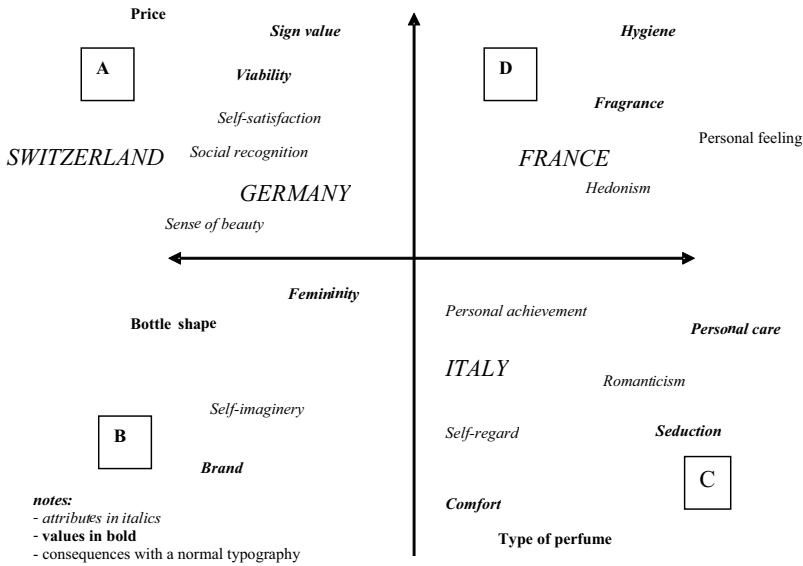 Price
Sign value
Hygiene
A
D
Viability
Fragrance
Self-satisfaction
Personal feeling
SWITZERLAND
Social recognition
FRANCE
GERMANY
Hedonism
Sense of beauty
Femininity
Personal achievement
Bottle shape
Personal care
ITALY
Romanticism
Self-imaginery
B
Self-regard
Seduction
Brand
C
notes:
Comfort
- attributes in italics
- values in bold
Type of perfume
- consequences with a normal typography